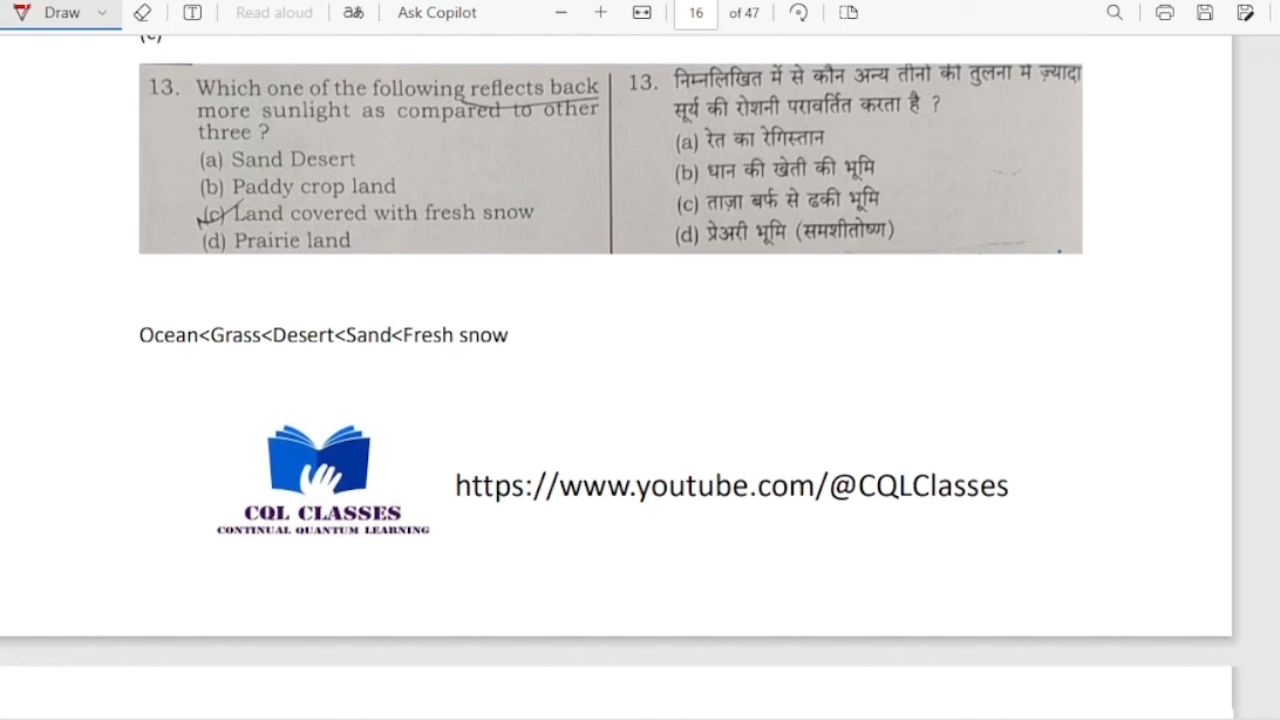 Draw
Read aloud
Ask Copilot
16
of 47
13. Which one of the following reflects back
more sunlight as compared to other
three ?
(a) Sand Desert
(b) Paddy crop land
(c) Land covered with fresh snow
(d) Prairie land
13. निम्नलिखित में से कौन अन्य तीनों की तुलना में ज़्यादा
सूर्य की रोशनी परावर्तित करता है ?
(a) रेत का रेगिस्तान
(b) धान की खेती की भूमि
(c) ताज़ा बर्फ से ढकी भूमि
(d) प्रेअरी भूमि (समशीतोष्ण)
Ocean<Grass<Desert<Sand<Fresh snow
CQL CLASSES
CONTINUAL QUANTUM LEARNING
https://www.youtube.com/@CQLClasses